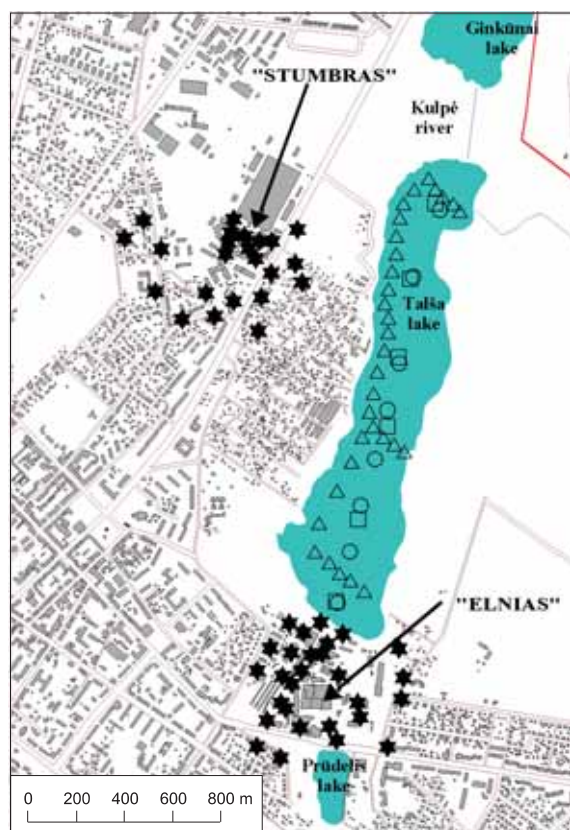 Ginkūnai
lake
"STUMBRAS"
Kulpė
river
Talša
lake
"ELNIAS"
Prūdelis
lake
0 200 400 600 800 m